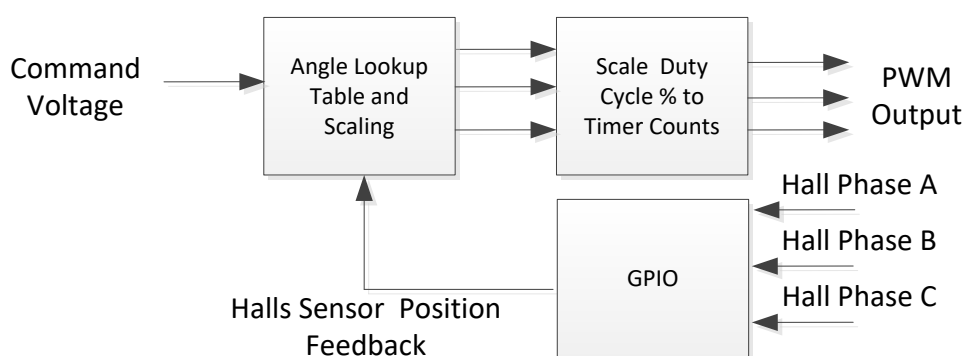 Command
Voltage
Angle Lookup
Table and
Scaling
Scale Duty
Cycle % to
Timer Counts
PWM
Output
Hall Phase A
Hall Phase B
Hall Phase C
GPIO
Halls Sensor Position
Feedback